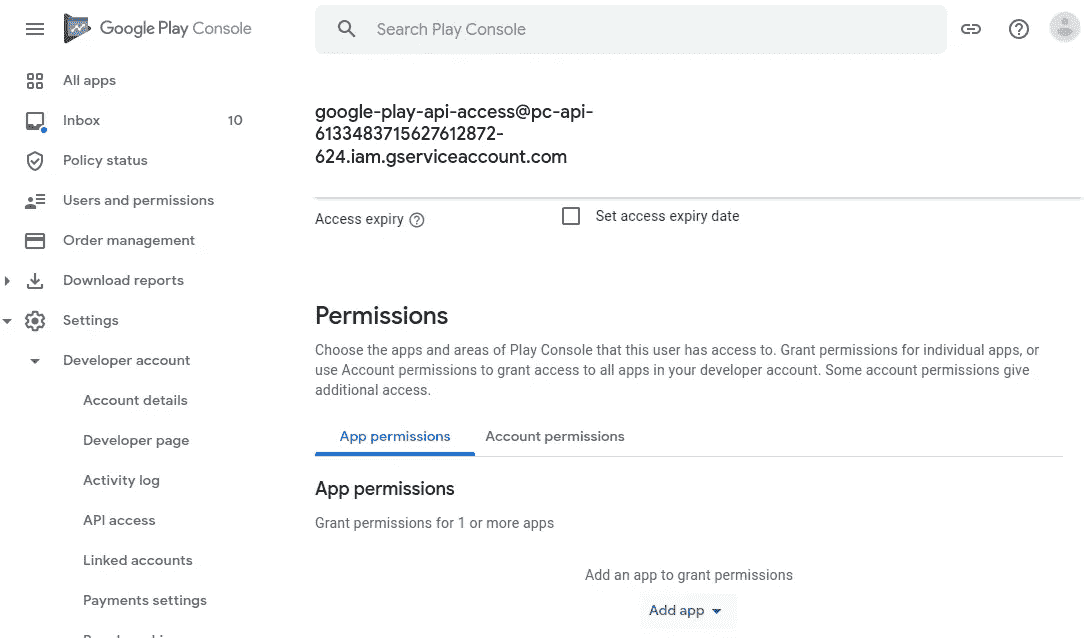 Google Play Console
Search Play Console
All apps
Inbox 10
Policy status
Users and permissions
Order management
Download reports
Settings
Developer account
Account details
Developer page
Activity log
API access
Linked accounts
Payments settings
google-play-api-access@pc-api-
6133483715627612872-
624.iam.gserviceaccount.com
Access expiry
Set access expiry date
Permissions
Choose the apps and areas of Play Console that this user has access to. Grant permissions for individual apps, or
use Account permissions to grant access to all apps in your developer account. Some account permissions give
additional access.
App permissions Account permissions
App permissions
Grant permissions for 1 or more apps
Add an app to grant permissions
Add app